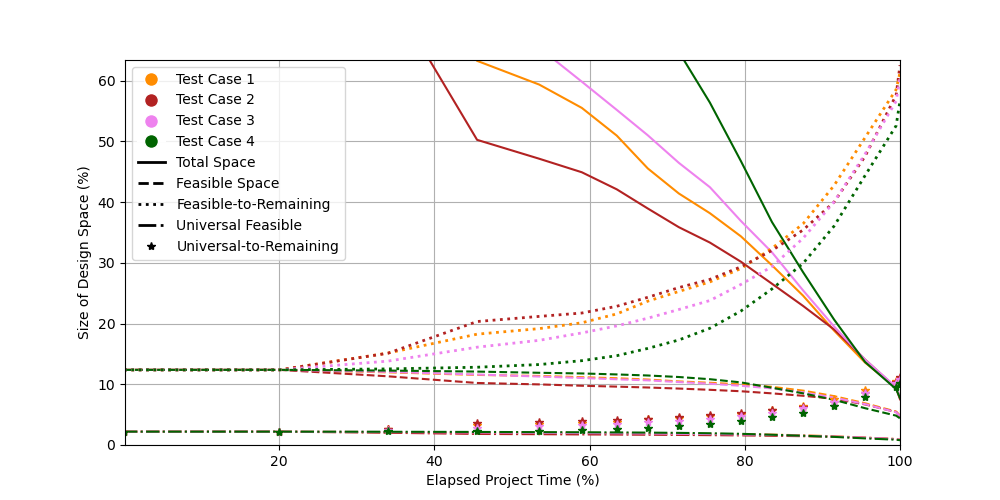 60
50
40
30
20
10
0
Size of Design Space (%)
Test Case 1
Test Case 2
Test Case 3
Test Case 4
Total Space
Feasible Space
Feasible-to-Remaining
Universal Feasible
Universal-to-Remaining
20 40 60 80 100
Elapsed Project Time (%)